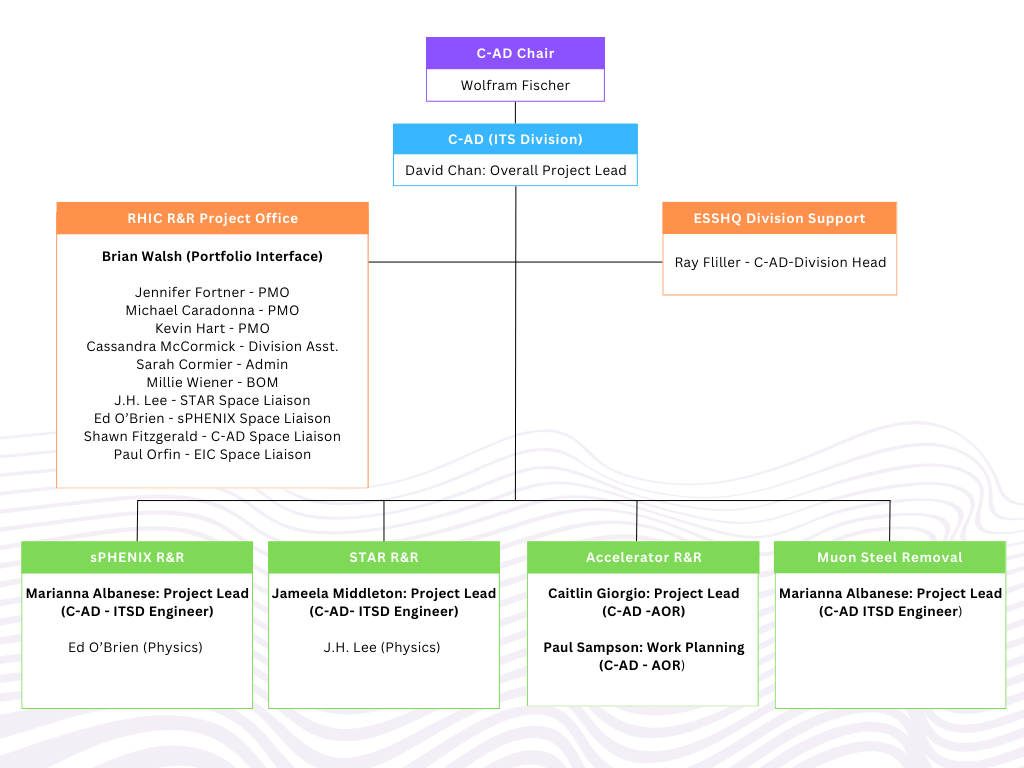 C-AD Chair
Wolfram Fischer
C-AD (ITS Division)
David Chan: Overall Project Lead
RHIC R&R Project Office
Brian Walsh (Portfolio Interface)
Jennifer Fortner - PMO
Michael Caradonna - PMO
Kevin Hart - PMO
Cassandra McCormick - Division Asst.
Sarah Cormier - Admin
Millie Wiener - BOM
J.H. Lee - STAR Space Liaison
Ed O’Brien - sPHENIX Space Liaison
Shawn Fitzgerald - C-AD Space Liaison
Paul Orfin - EIC Space Liaison
ESSHQ Division Support
Ray Fliller - C-AD-Division Head
sPHENIX R&R
Marianna Albanese: Project Lead
(C-AD - ITSD Engineer)
Ed O’Brien (Physics)
STAR R&R
Jameela Middleton: Project Lead
(C-AD- ITSD Engineer)
J.H. Lee (Physics)
Accelerator R&R
Caitlin Giorgio: Project Lead
(C-AD -AOR)
Paul Sampson: Work Planning
(C-AD - AOR)
Muon Steel Removal
Marianna Albanese: Project Lead
(C-AD ITSD Engineer)